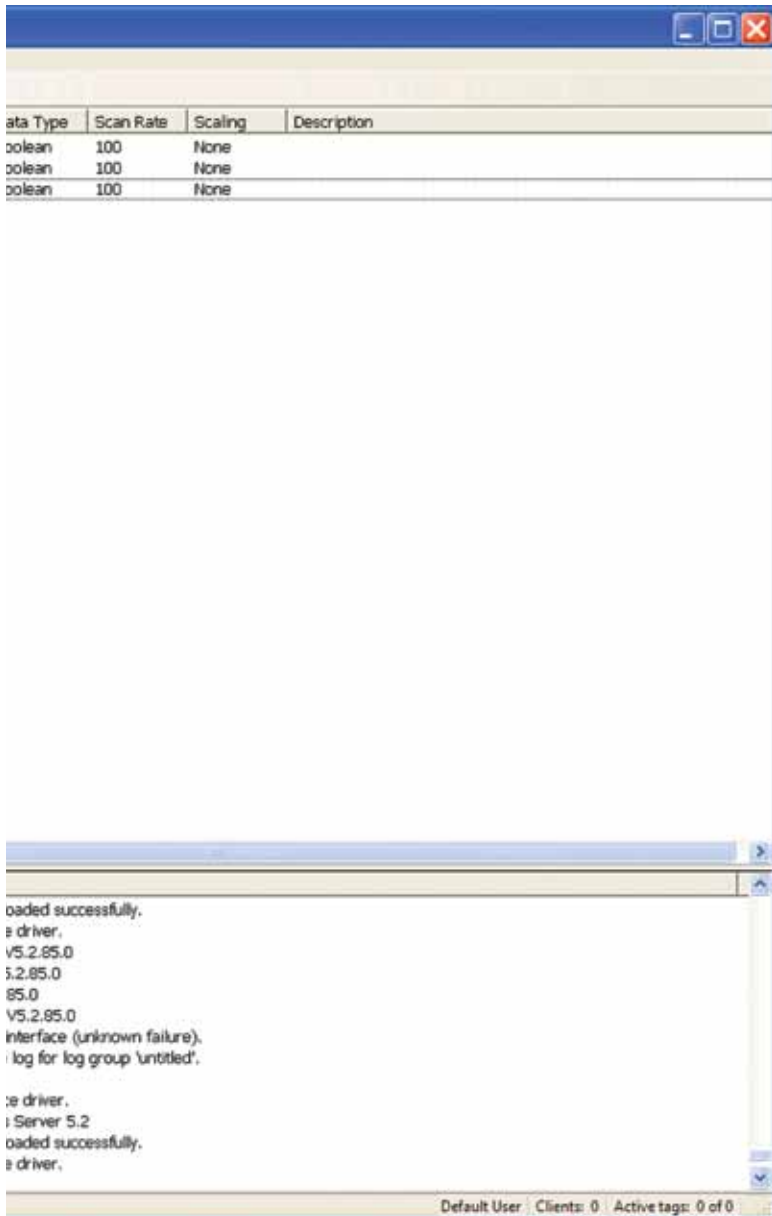 ata Type Scan Rate Scaling Description
oolean 100 None
oolean 100 None
oolean 100 None
oaded successfully.
e driver.
V5.2.85.0
5.2.85.0
85.0
V5.2.85.0
interface (unknown failure).
log for log group 'untitled'.
ce driver.
s Server 5.2
oaded successfully.
e driver.
Default User Clients: 0 Active tags: 0 of 0